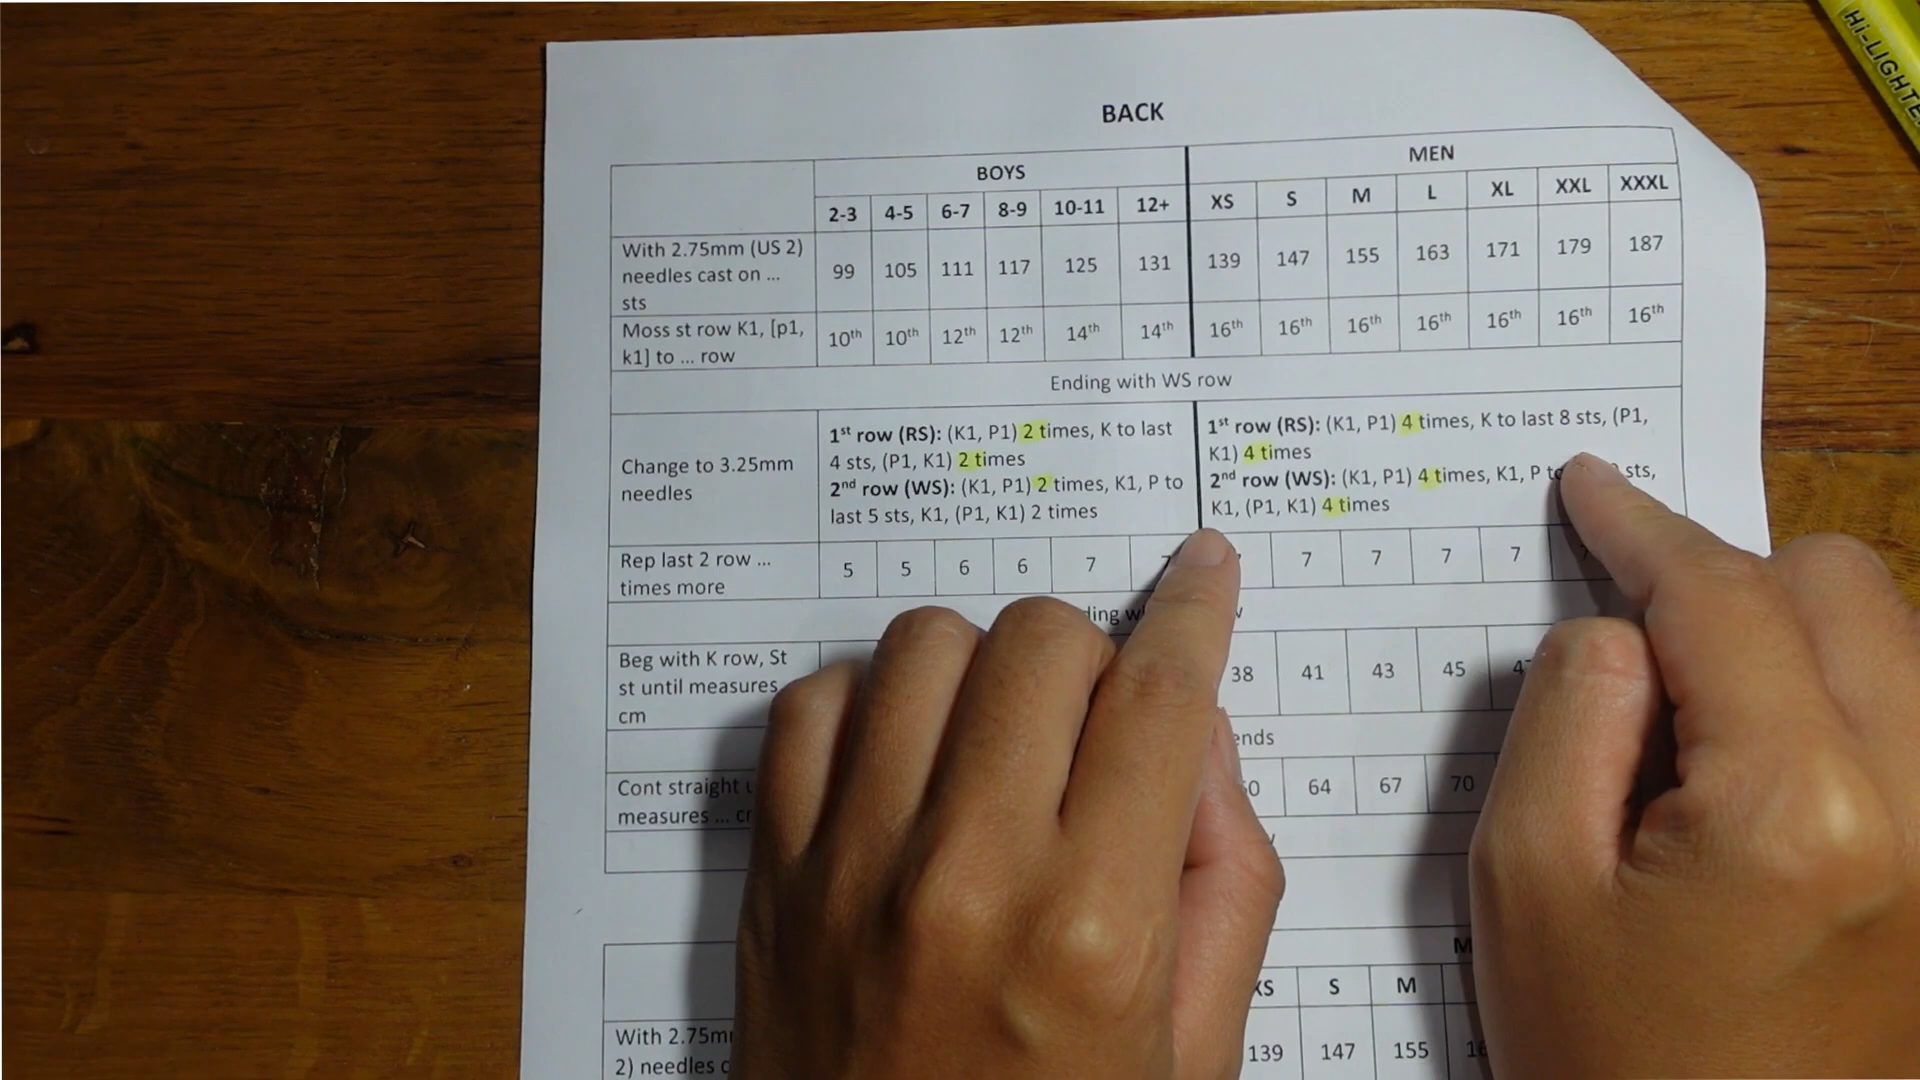 Hi-LIGHTE
BACK
BOYS
MEN
2-3 4-5 6-7 8-9 10-11 12+ XS S M L XL XXL XXXL
With 2.75mm (US 2)
needles cast on ...
sts
99 105 111 117 125 131 139 147 155 163 171 179 187
Moss st row K1, [p1,
k1] to ... row
10th 10th 12th 12th 14th 14th 16th 16th 16th 16th 16th 16th 16th
Ending with WS row
Change to 3.25mm
needles
1st row (RS): (K1, P1) 2 times, K to last
4 sts, (P1, K1) 2 times
2nd row (WS): (K1, P1) 2 times, K1, P to
last 5 sts, K1, (P1, K1) 2 times
1st row (RS): (K1, P1) 4 times, K to last 8 sts, (P1,
K1) 4 times
2nd row (WS): (K1, P1) 4 times, K1, P sts,
K1, (P1, K1) 4 times
Rep last 2 row ...
times more
5 5 6 6 7 7 7 7 7 7 7
Beg with K row, St
st until measures
cm
38 41 43 45
ends
Cont straight
measures ...
64 67 70
XS S M
With 2.75m
2) needles
139 147 155